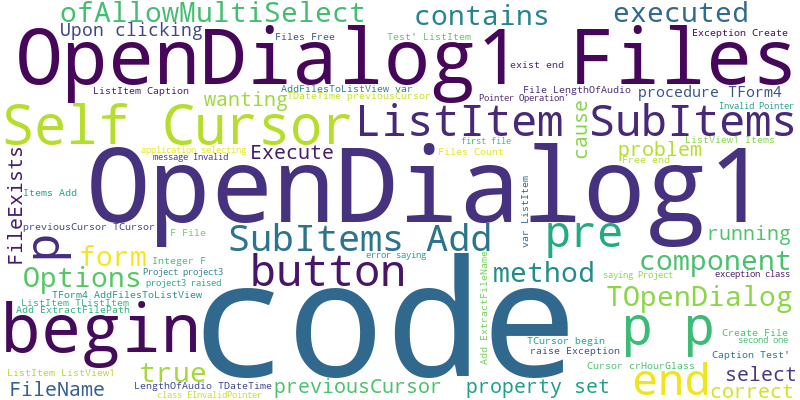 ofAllowMultiSelect contains executed
Upon clicking Files Free Test' ListItem exist end Exception Create
OpenDialog1 Files
ListItem Caption AddFilesToListView var File LengthOfAudio procedure TForm4
wanting TDateTime previousCursor Pointer Operation' Invalid Pointer
Self Cursor ListItem SubItems
cause first file ListView1 Items
application selecting Execute Files Count problem
message Invalid Free end
FileExists OpenDialog1
Items Add var ListItem
previousCursor TCursor F File SubItems Add pre running
p form Integer F error saying component
Options Project project3 button method saying Project exception class
project3 raised Add ExtractFileName
TForm4 AddFilesToListView TOpenDialog
ListItem TListItem
Add ExtractFilePath
begin code p p Create File
TCursor begin second one
raise Exception Caption Test'
true Cursor crHourGlass select
ListItem ListView1 end
FileName LengthOfAudio TDateTime previousCursor property set correct
class EInvalidPointer